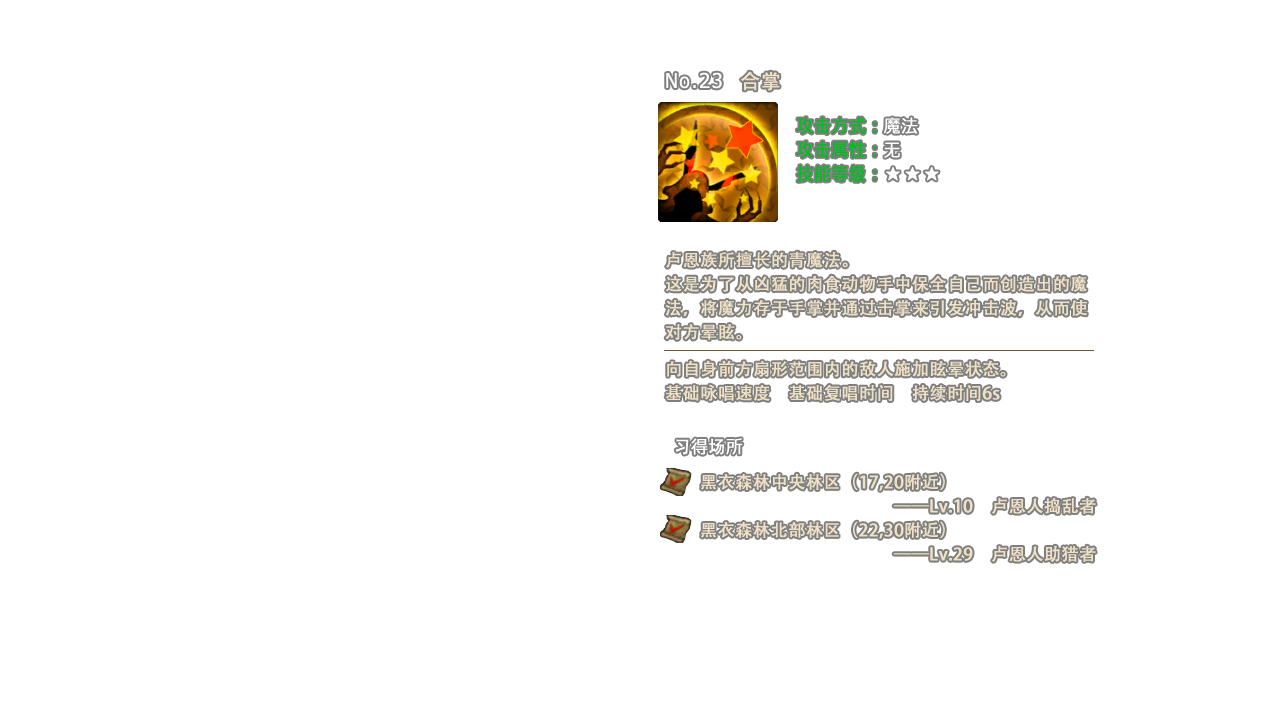 No.23 合掌
攻击方式：魔法
攻击属性：无
技能等级：★★★
卢恩族所擅长的青魔法。
这是为了从凶猛的肉食动物手中保全自己而创造出的魔
法，将魔力存于手掌并通过击掌来引发冲击波，从而使
对方晕眩。
向自身前方扇形范围内的敌人施加眩晕状态。
基础咏唱速度　基础复唱时间　持续时间6s
习得场所
黑衣森林中央林区（17,20附近）
——Lv.10　卢恩人捣乱者
黑衣森林北部林区（22,30附近）
——Lv.29　卢恩人助猎者